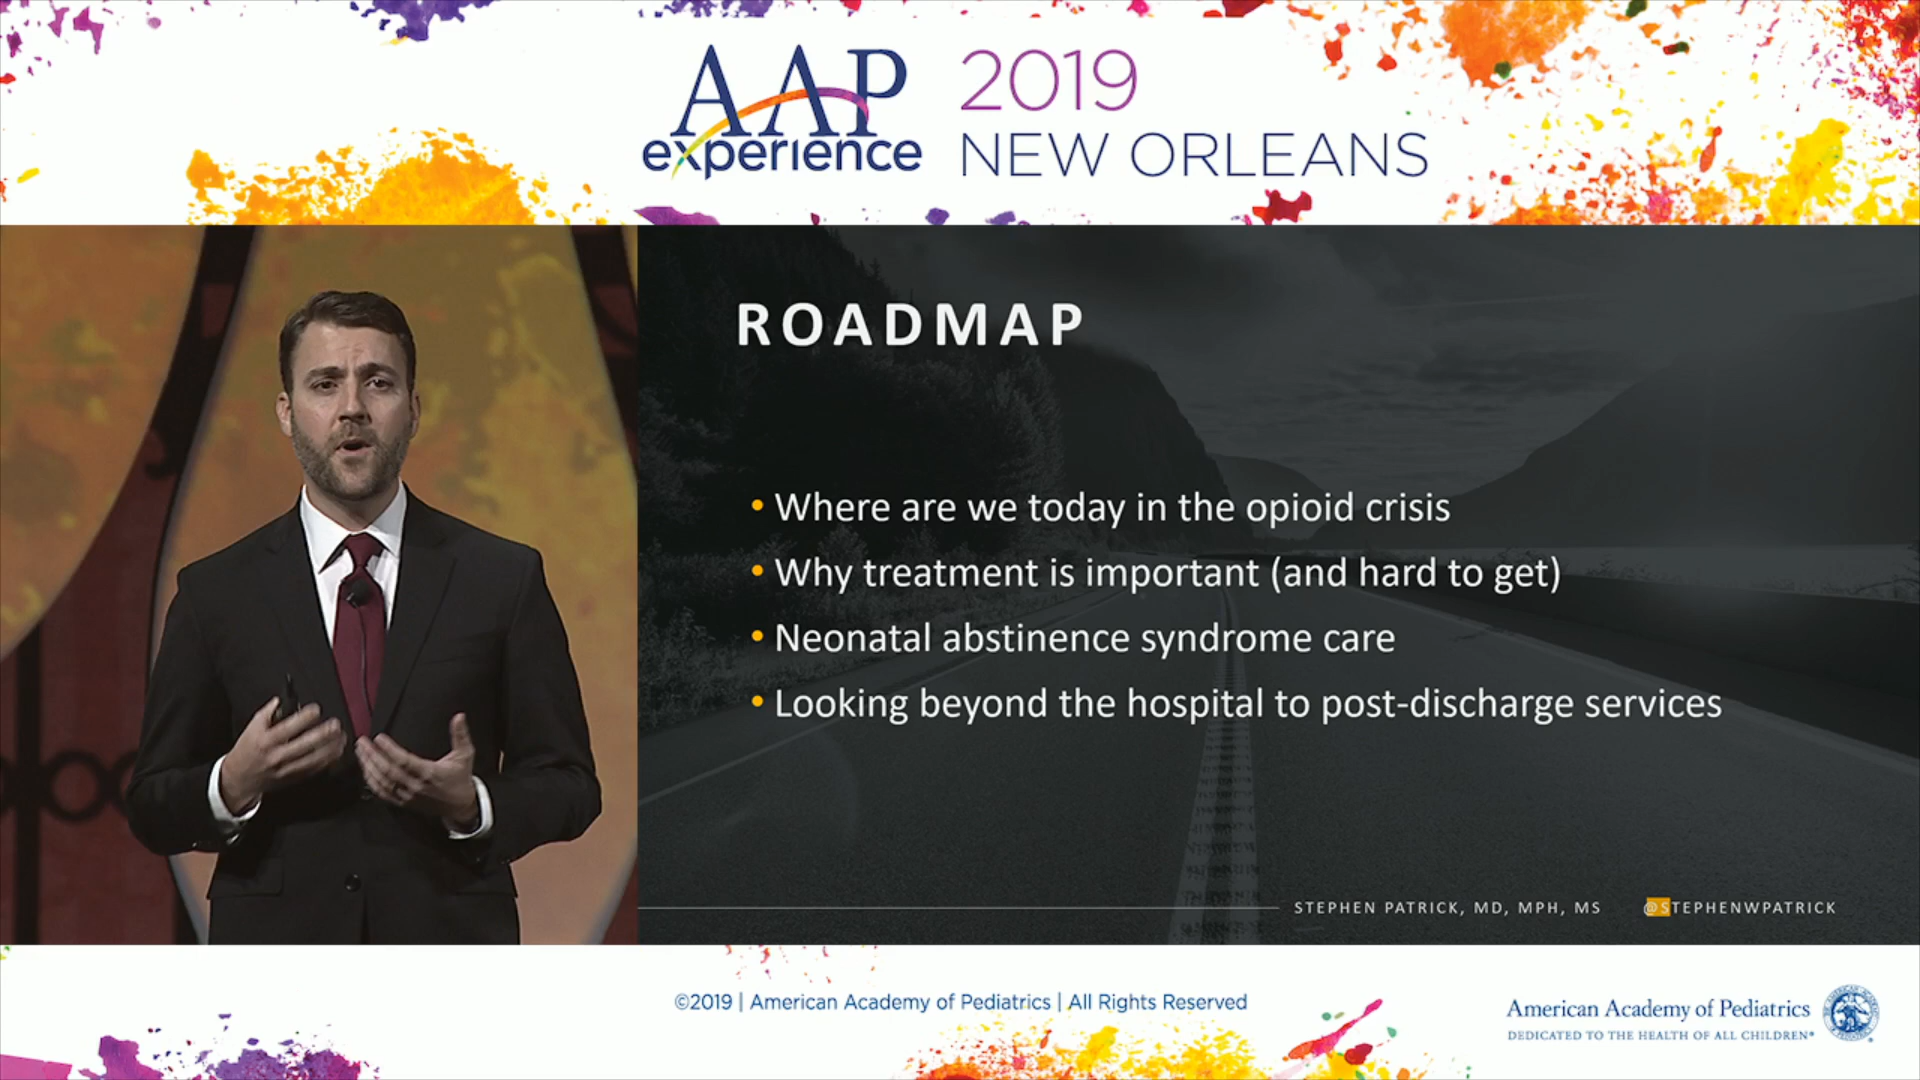 AAP
experience
2019
NEW ORLEANS
ROADMAP
• Where are we today in the opioid crisis
• Why treatment is important (and hard to get)
• Neonatal abstinence syndrome care
• Looking beyond the hospital to post-discharge services
STEPHEN PATRICK, MD, MPH, MS @STEPHENWPATRICK
©2019 | American Academy of Pediatrics | All Rights Reserved
American Academy of Pediatrics
DEDICATED TO THE HEALTH OF ALL CHILDREN®